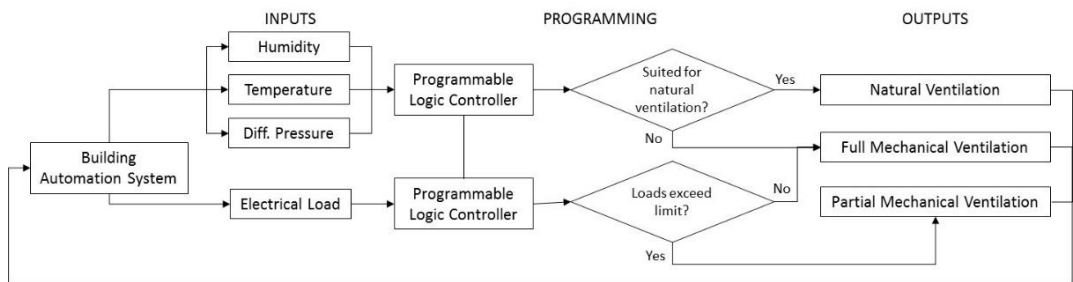 INPUTS
PROGRAMMING
OUTPUTS
Humidity
Temperature
Diff. Pressure
Programmable
Logic Controller
Suited for
natural
ventilation?
Yes
No
Natural Ventilation
Building
Automation System
Full Mechanical Ventilation
Electrical Load
Programmable
Logic Controller
Loads exceed
limit?
No
Yes
Partial Mechanical Ventilation